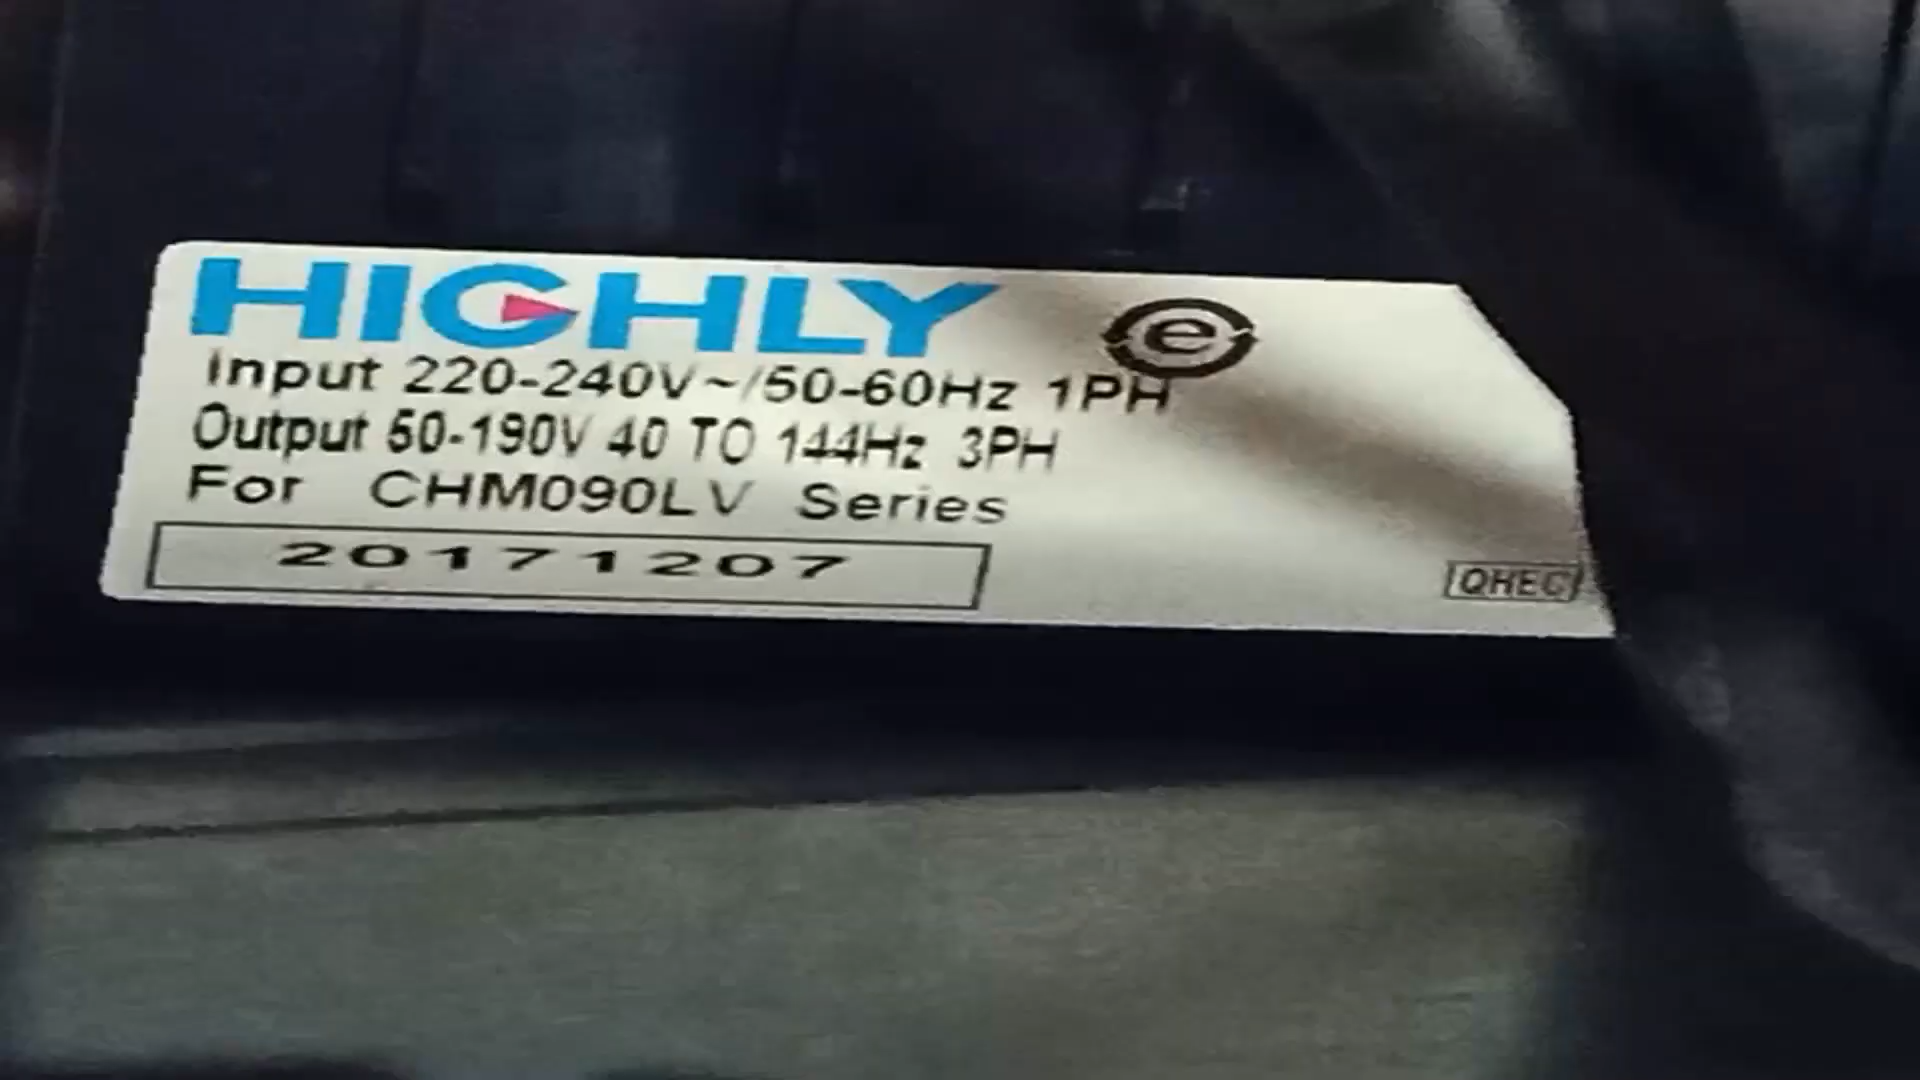 HIGHLY e
Input 220-240V~/50-60Hz 1PH
Output 50-190V 40 TO 144Hz 3PH
For CHM090LV Series
20171207
QHEC